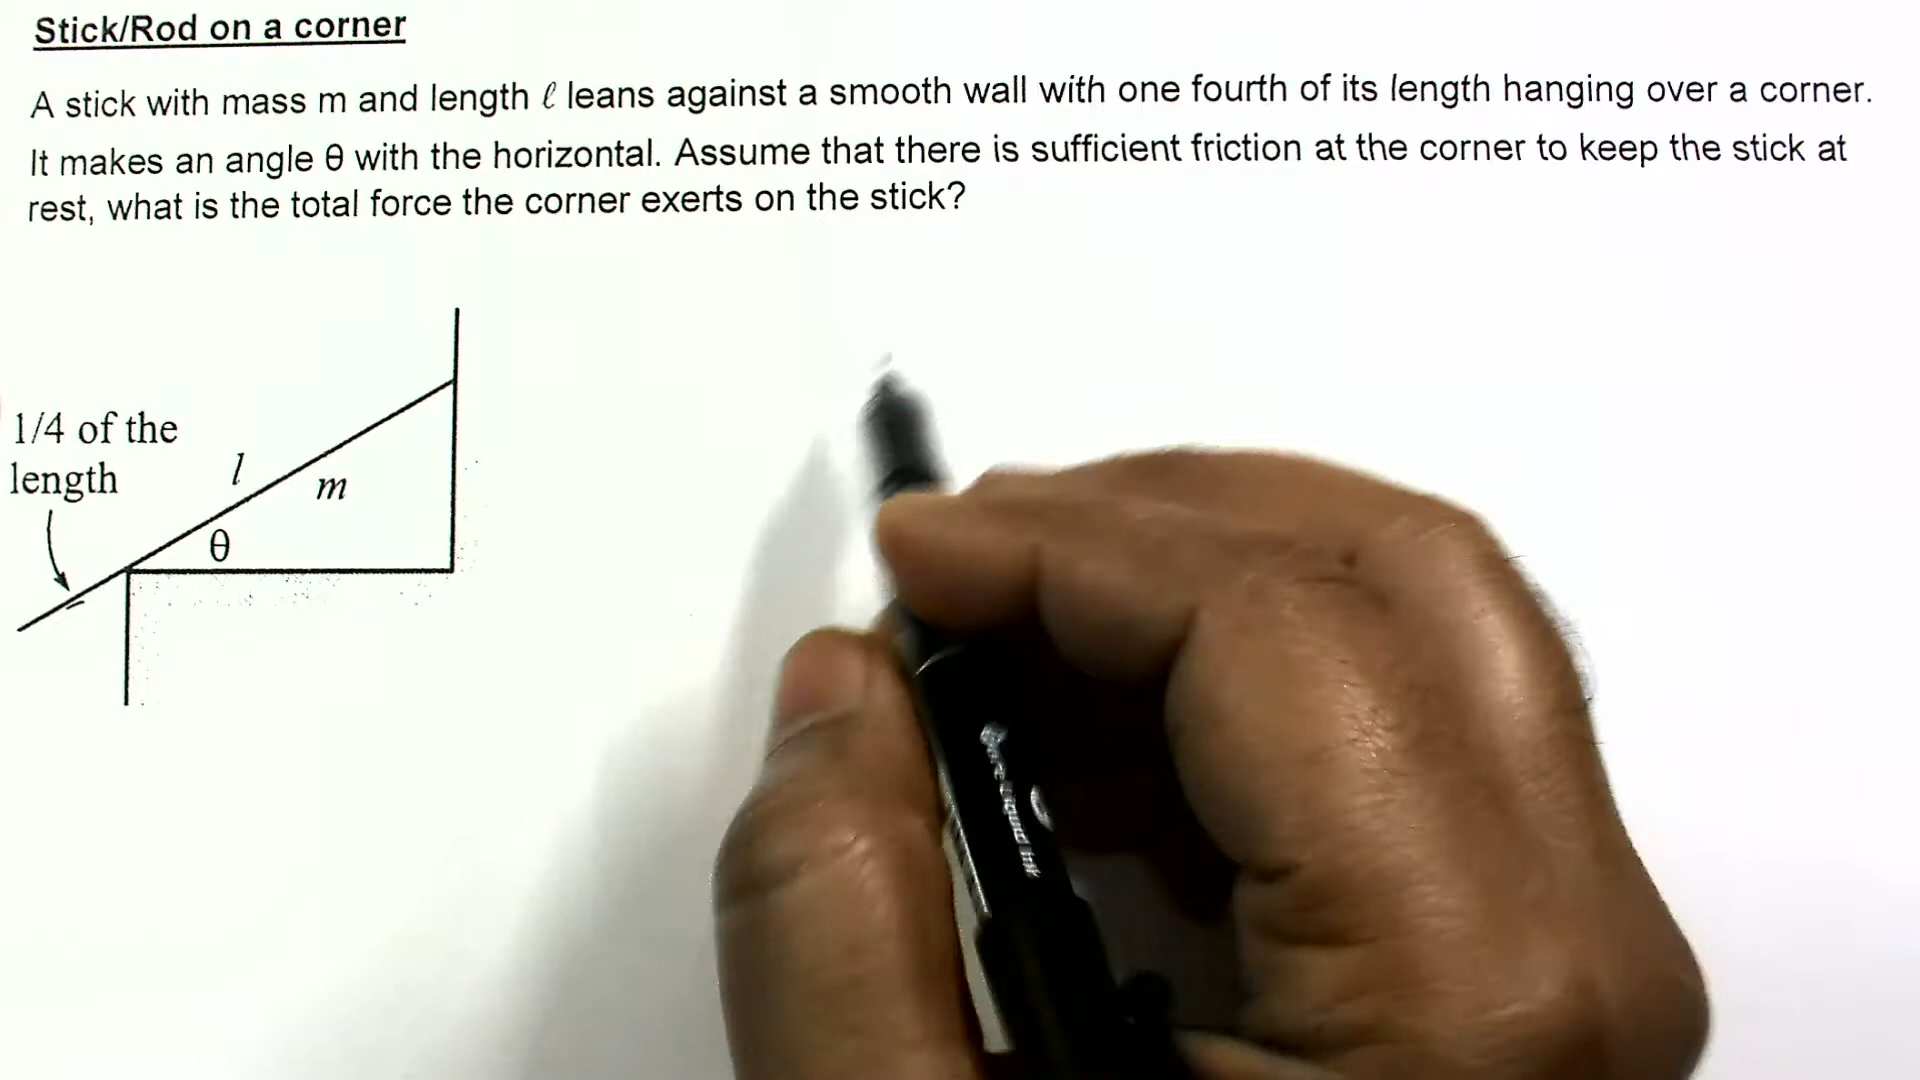 Stick/Rod on a corner
A stick with mass m and length ℓ leans against a smooth wall with one fourth of its length hanging over a corner.
It makes an angle θ with the horizontal. Assume that there is sufficient friction at the corner to keep the stick at
rest, what is the total force the corner exerts on the stick?
1/4 of the
length
l
m
θ